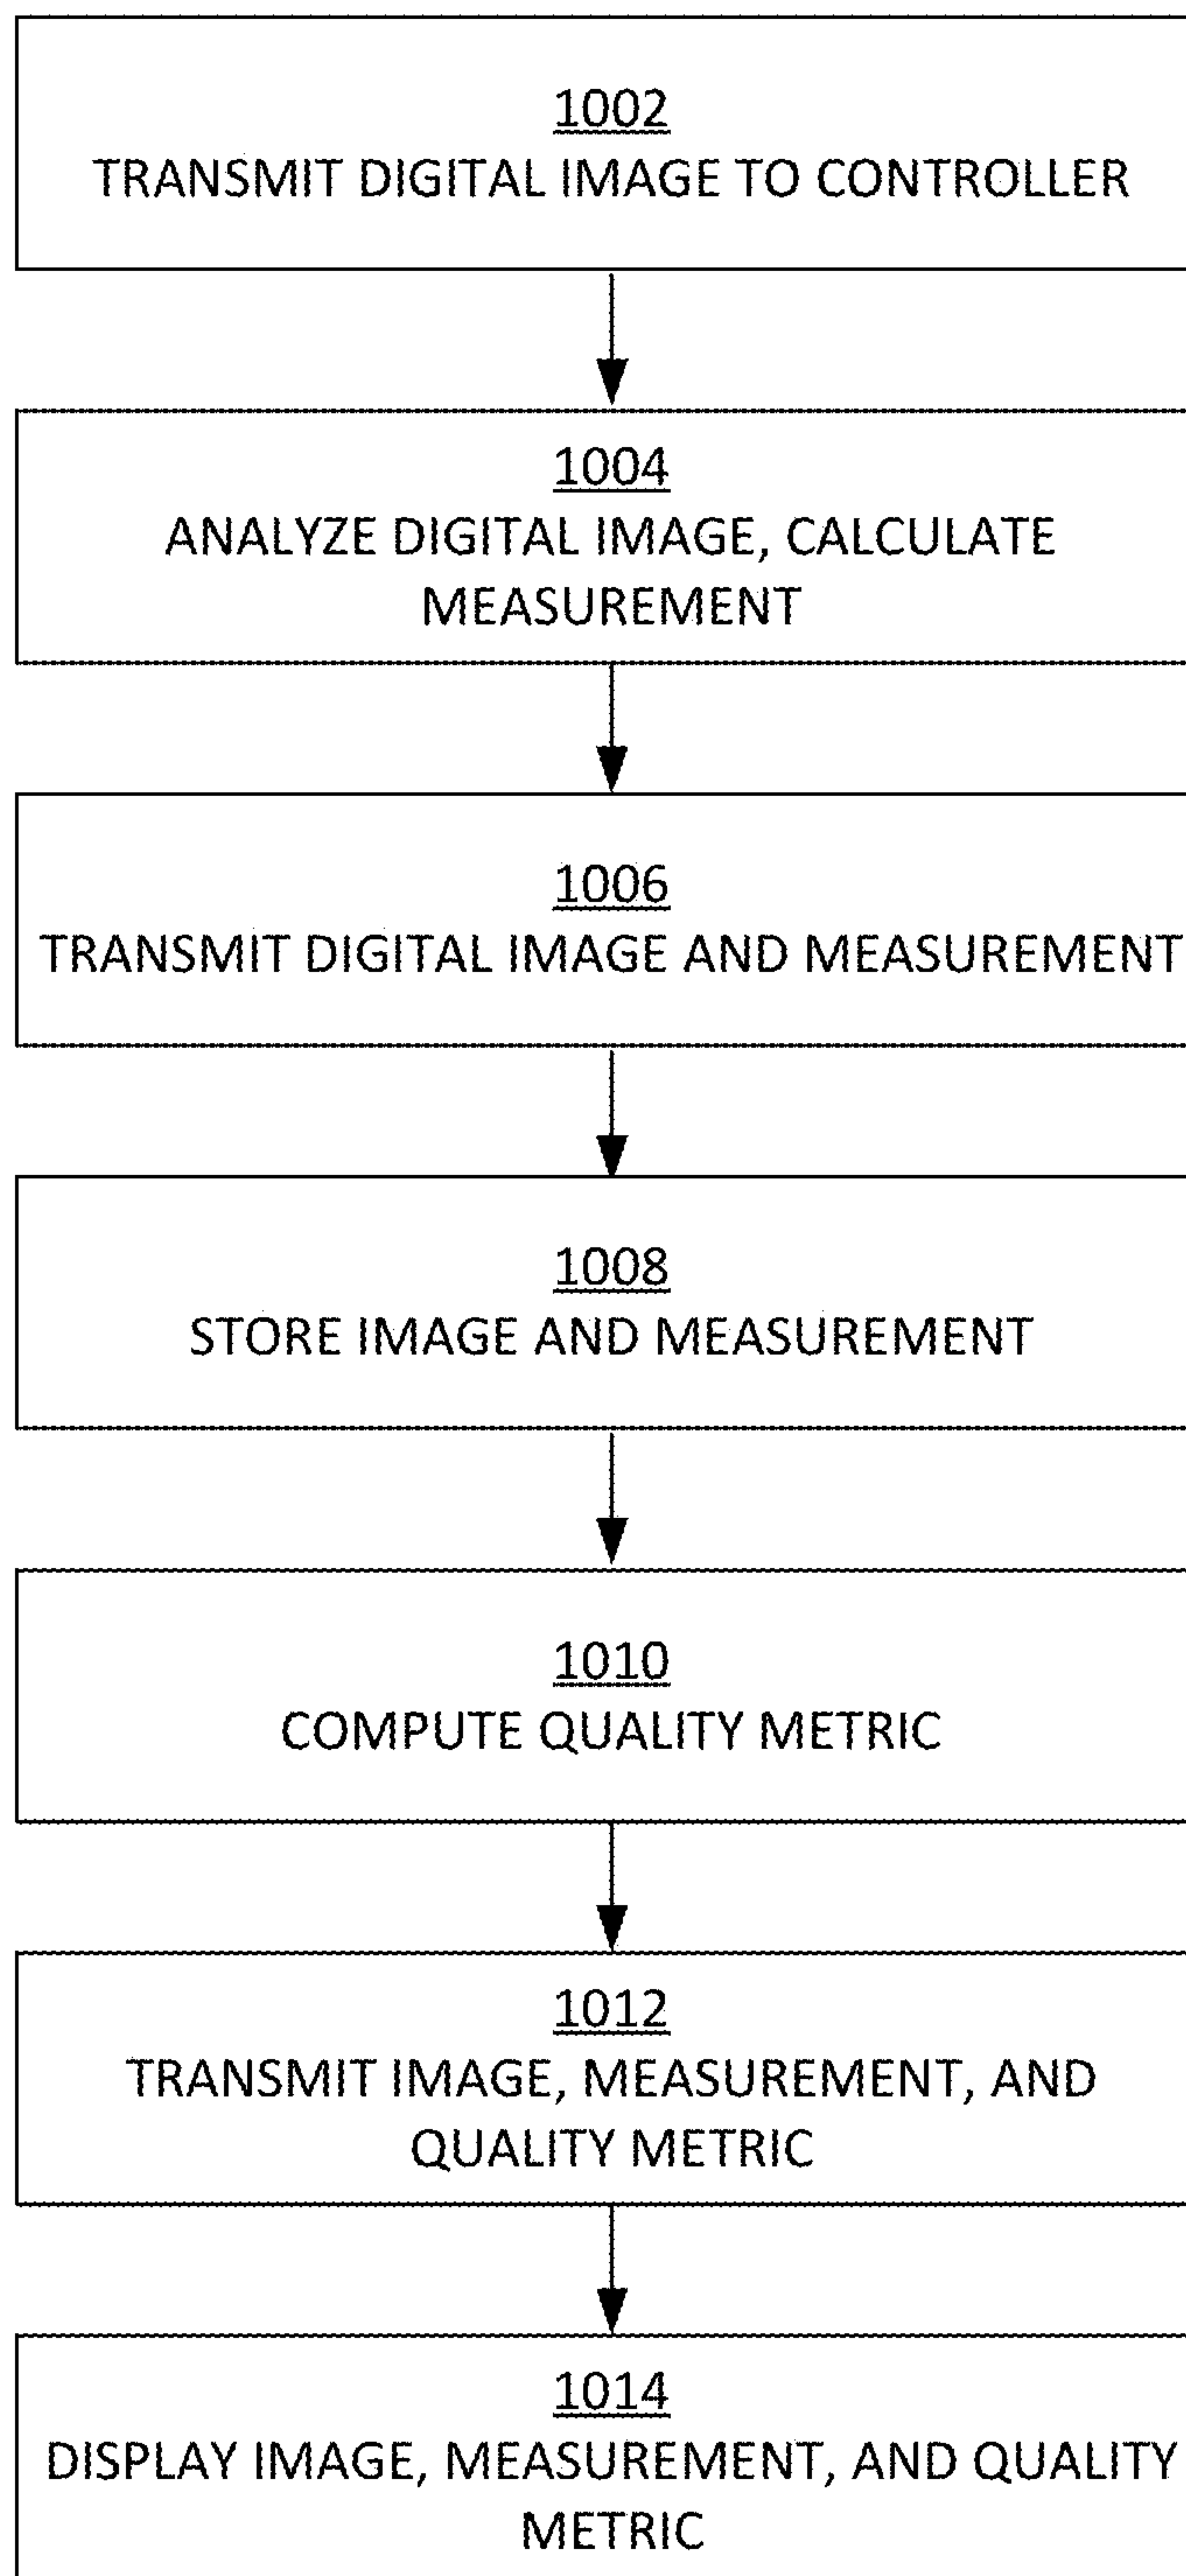 1002
TRANSMIT DIGITAL IMAGE TO CONTROLLER
1004
ANALYZE DIGITAL IMAGE, CALCULATE
MEASUREMENT
1006
TRANSMIT DIGITAL IMAGE AND MEASUREMENT
1008
STORE IMAGE AND MEASUREMENT
1010
COMPUTE QUALITY METRIC
1012
TRANSMIT IMAGE, MEASUREMENT, AND
QUALITY METRIC
1014
DISPLAY IMAGE, MEASUREMENT, AND QUALITY
METRIC